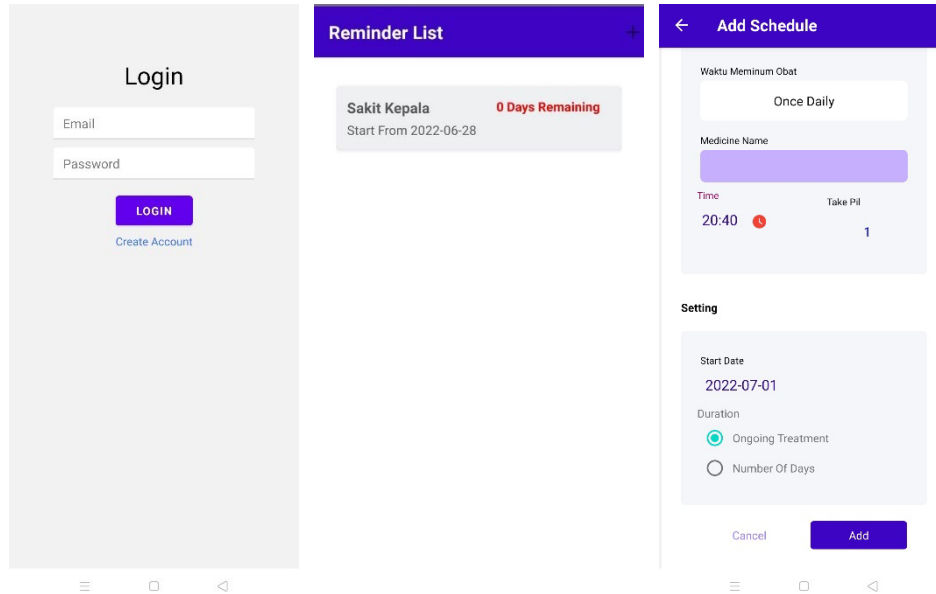 Login
Email
Password
LOGIN
Create Account
Reminder List
+
Sakit Kepala
0 Days Remaining
Start From 2022-06-28
Add Schedule
Waktu Meminum Obat
Once Daily
Medicine Name
Time
Take Pil
20:40
1
Setting
Start Date
2022-07-01
Duration
Ongoing Treatment
Number Of Days
Cancel
Add